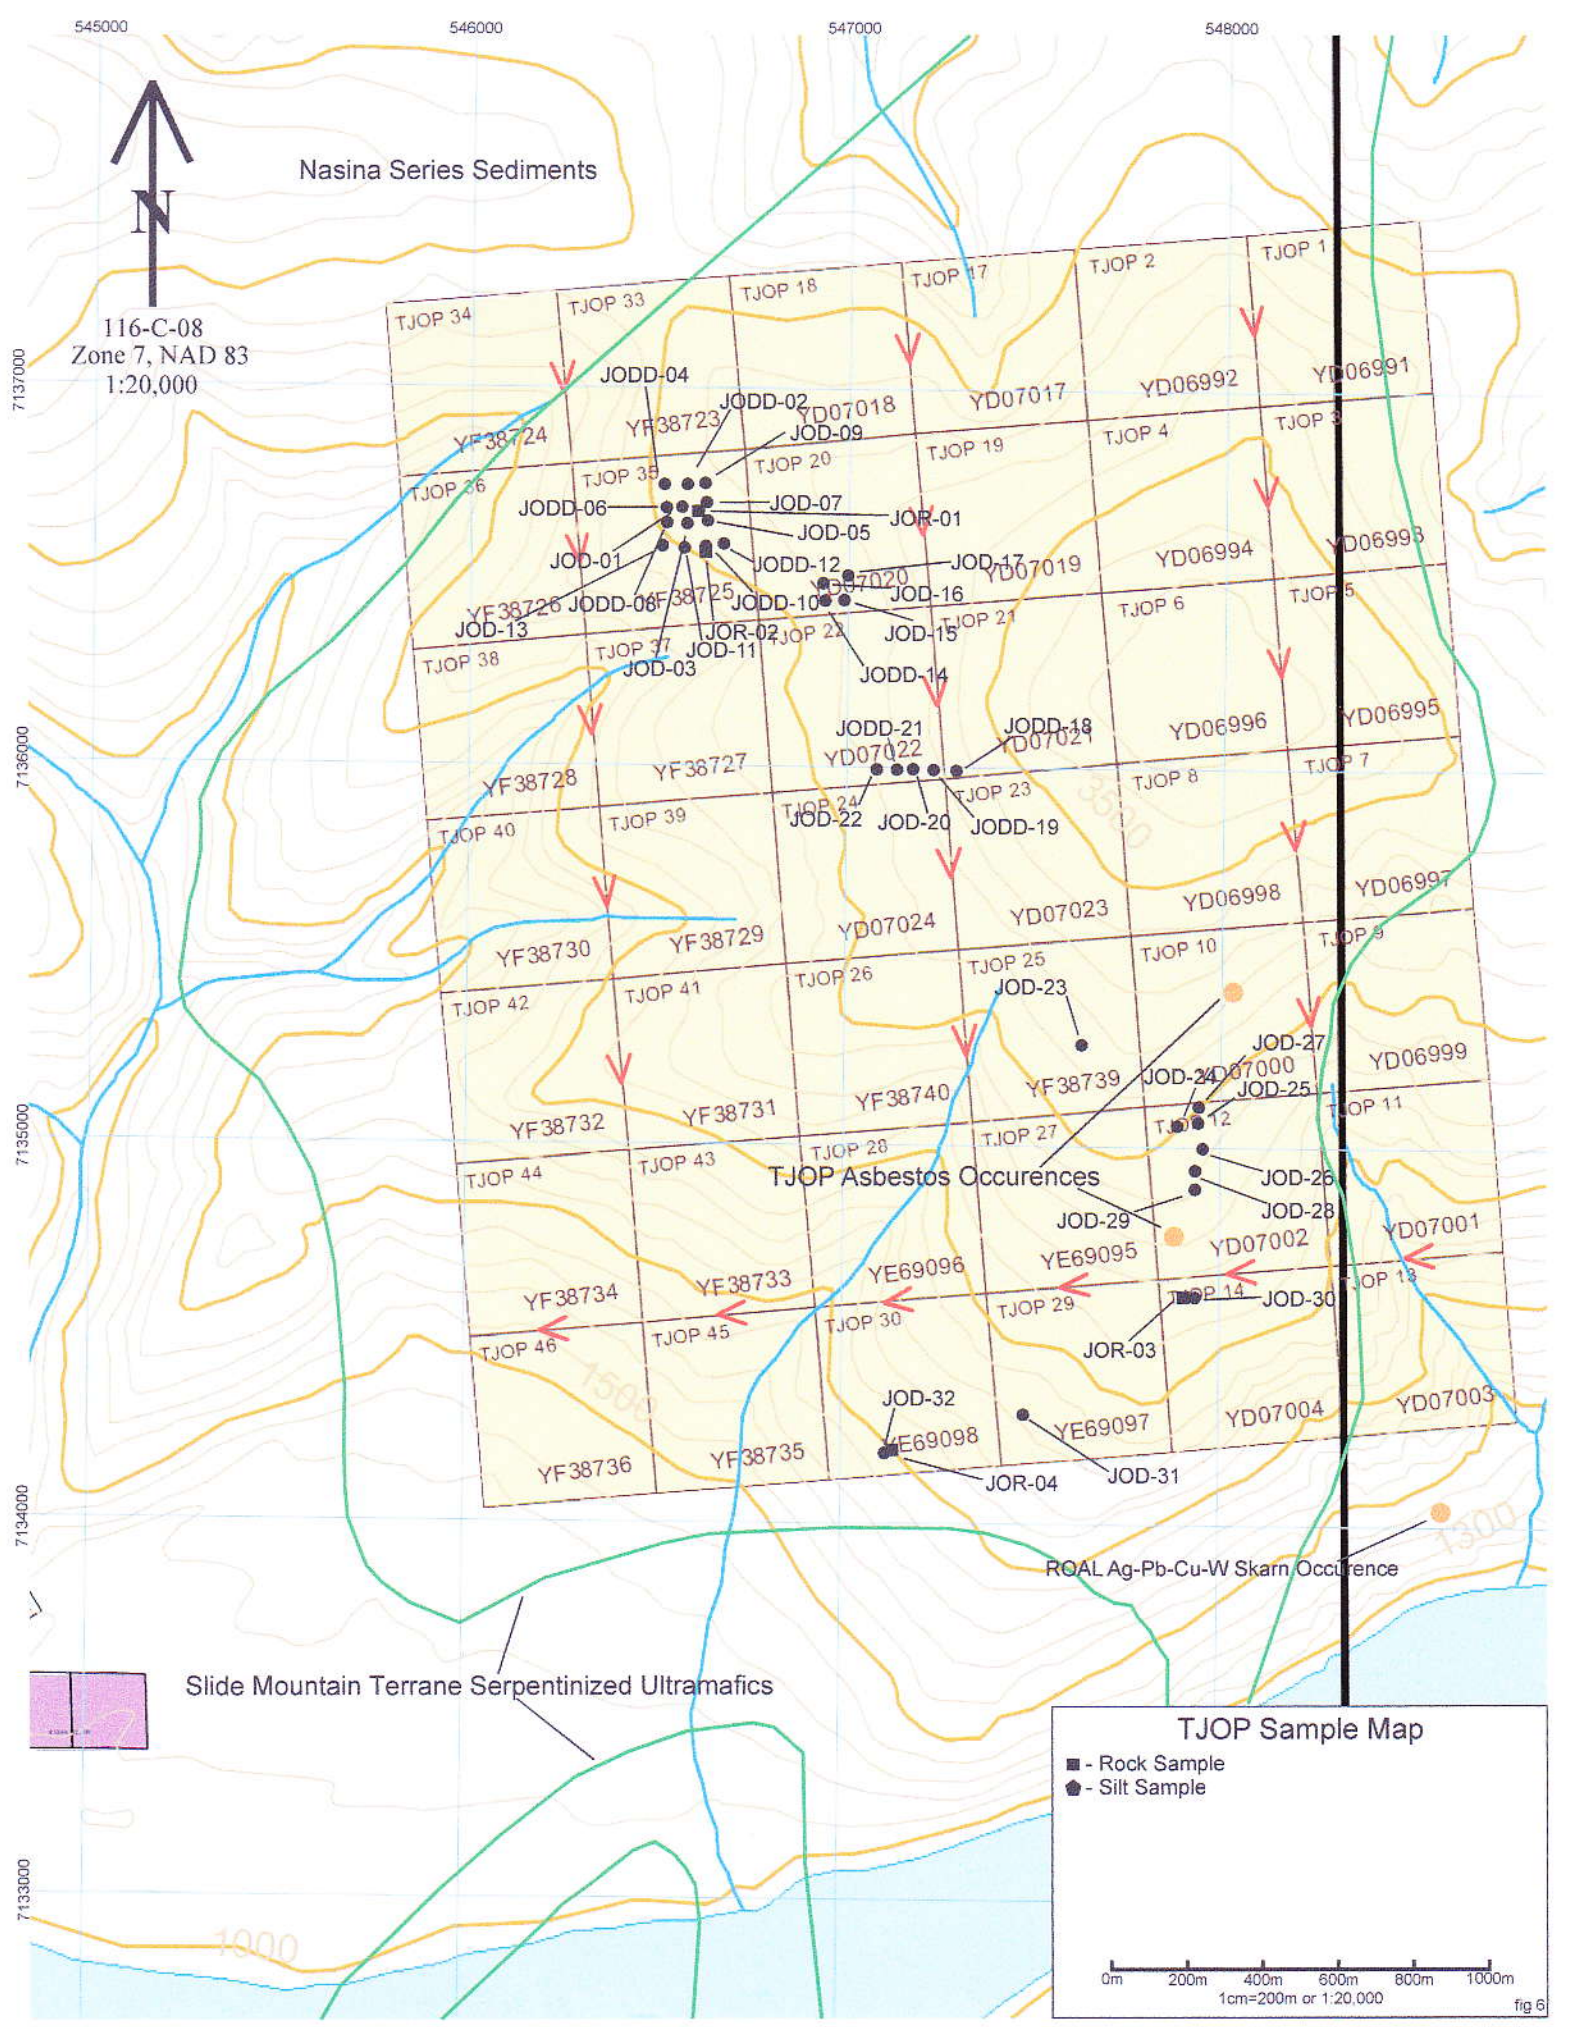 545000
546000
547000
548000
Nasina Series Sediments
N
116-C-08
Zone 7, NAD 83
1:20,000
7137000
7136000
7135000
7134000
7133000
TJOP 34
TJOP 33
TJOP 18
TJOP 17
TJOP 2
TJOP 1
JODD-04
JODD-02
JOD-09
YF38724
YF38723
YD07018
YD07017
YD06992
YD06991
TJOP 36
TJOP 35
TJOP 20
TJOP 19
TJOP 4
TJOP 3
JODD-06
JOD-07
JOR-01
JOD-05
JOD-01
JODD-12
JOD-17
JOD-16
JODD-08
JODD-10
JOD-13
JOR-02
JOD-15
JOD-11
JOD-03
JODD-14
YF38726
YF38725
YD07020
YD07019
YD06994
YD06993
TJOP 38
TJOP 37
TJOP 22
TJOP 21
TJOP 6
TJOP 5
JODD-21
JODD-18
YF38728
YF38727
YD07022
YD07021
YD06996
YD06995
TJOP 40
TJOP 39
TJOP 24
TJOP 23
TJOP 8
TJOP 7
3500
JOD-22
JOD-20
JODD-19
YF38730
YF38729
YD07024
YD07023
YD06998
YD06997
TJOP 42
TJOP 41
TJOP 26
TJOP 25
TJOP 10
TJOP 9
JOD-23
JOD-27
JOD-24
JOD-25
YF38732
YF38731
YF38740
YF38739
YD07000
YD06999
TJOP 44
TJOP 43
TJOP 28
TJOP 27
TJOP 12
TJOP 11
TJOP Asbestos Occurences
JOD-26
JOD-28
JOD-29
YF38734
YF38733
YE69096
YE69095
YD07002
YD07001
TJOP 46
TJOP 45
TJOP 30
TJOP 29
TJOP 14
TJOP 13
JOD-30
JOR-03
1500
JOD-32
YF38736
YF38735
YE69098
YE69097
YD07004
YD07003
JOR-04
JOD-31
1300
ROAL Ag-Pb-Cu-W Skarn Occurence
Slide Mountain Terrane Serpentinized Ultramafics
1000
TJOP Sample Map
- Rock Sample
- Silt Sample
0m 200m 400m 600m 800m 1000m
1cm=200m or 1:20,000
fig 6